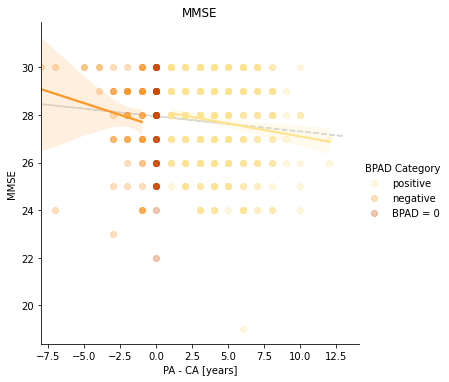 MMSE
MMSE
30
28
26
24
22
20
−7.5 −5.0 −2.5 0.0 2.5 5.0 7.5 10.0 12.5
PA - CA [years]
BPAD Category
positive
negative
BPAD = 0